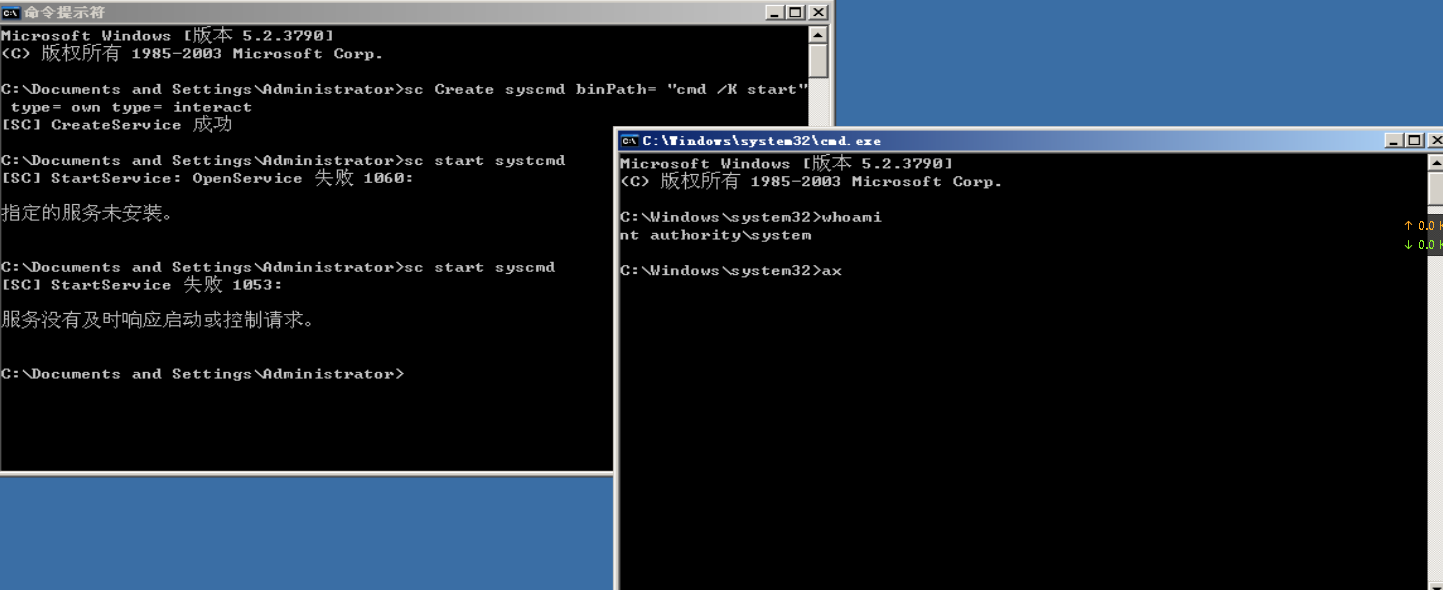 命令提示符
Microsoft Windows [版本 5.2.3790]
(C) 版权所有 1985-2003 Microsoft Corp.
C:\Documents and Settings\Administrator>sc Create syscmd binPath= "cmd /K start"
type= own type= interact
[SC] CreateService 成功
C:\Documents and Settings\Administrator>sc start systcmd
[SC] StartService: OpenService 失败 1060:
指定的服务未安装。
C:\Documents and Settings\Administrator>sc start syscmd
[SC] StartService 失败 1053:
服务没有及时响应启动或控制请求。
C:\Documents and Settings\Administrator>
C:\Windows\system32\cmd.exe
Microsoft Windows [版本 5.2.3790]
(C) 版权所有 1985-2003 Microsoft Corp.
C:\Windows\system32>whoami
nt authority\system
C:\Windows\system32>ax
↑ 0.0
↓ 0.0